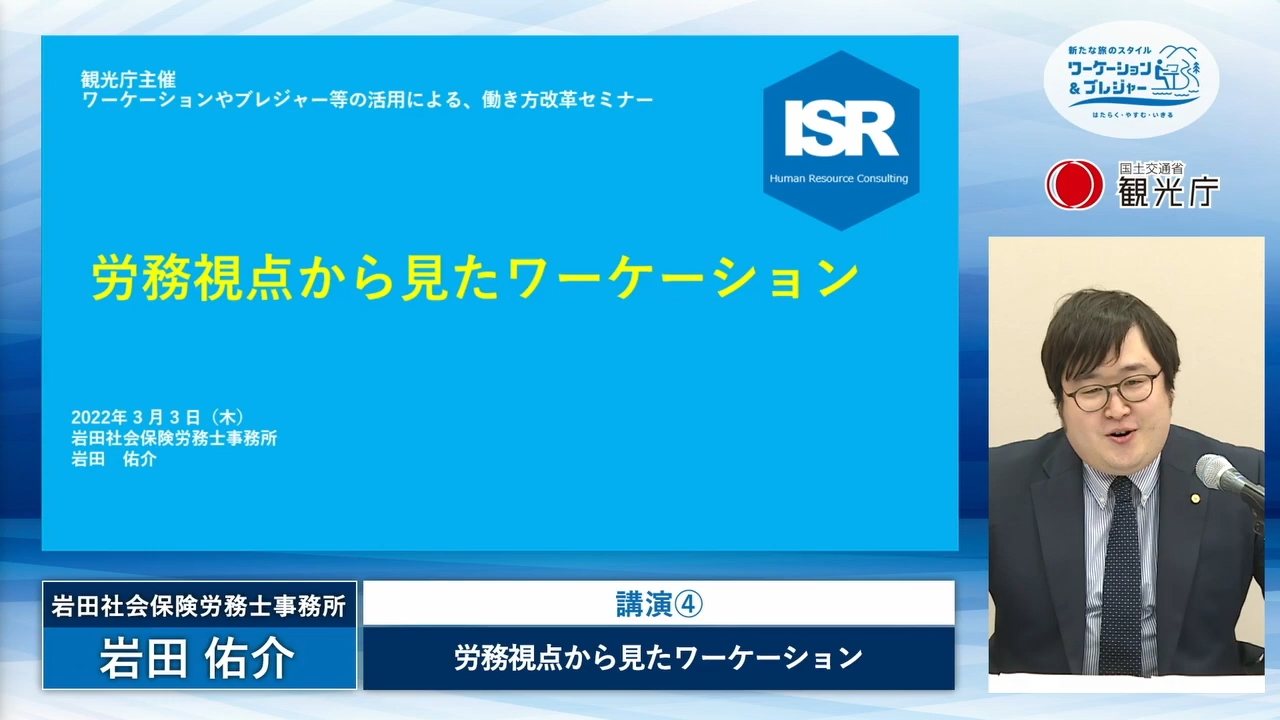 観光庁主催
ワーケーションやブレジャー等の活用による、働き方改革セミナー
ISR
Human Resource Consulting
労務視点から見たワーケーション
2022年３月３日（木）
岩田社会保険労務士事務所
岩田　佑介
新たな旅のスタイル
ワーケーション
&ブレジャー
はたらく・やすむ・いきる
国土交通省
観光庁
岩田社会保険労務士事務所
岩田 佑介
講演④
労務視点から見たワーケーション